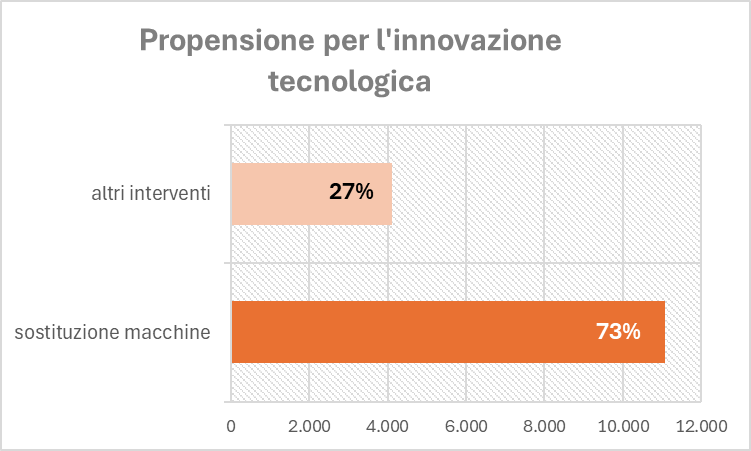 Propensione per l'innovazione
tecnologica
altri interventi
27%
sostituzione macchine
73%
0
2.000
4.000
6.000
8.000
10.000
12.000